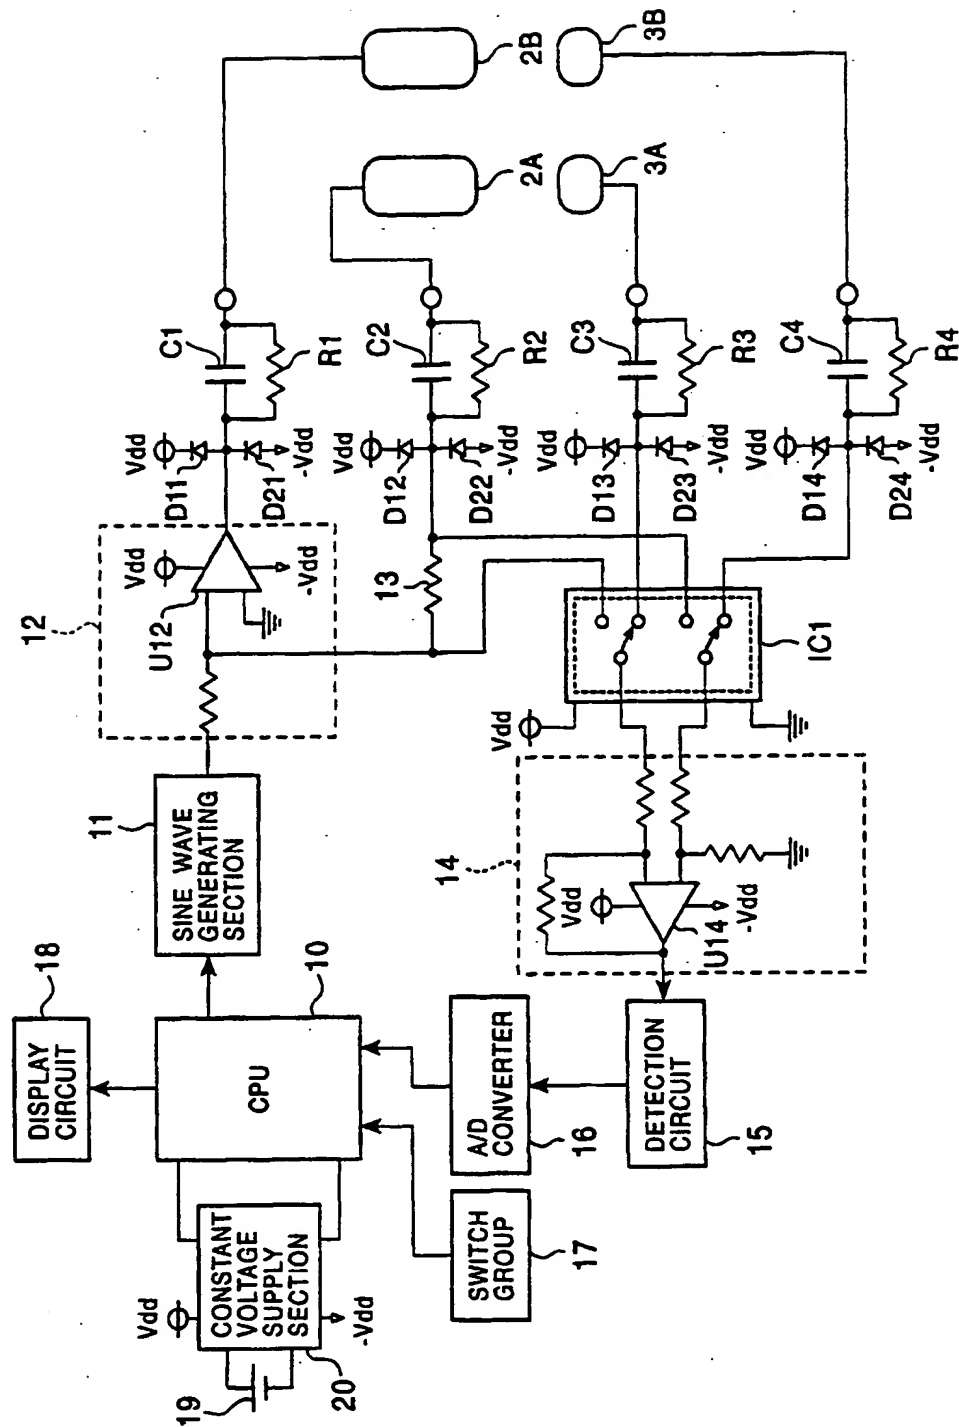 2B
3B
2A
3A
C1
R1
C2
R2
C3
R3
C4
R4
Vdd
D11
D21
-Vdd
Vdd
D12
D22
-Vdd
Vdd
D13
D23
-Vdd
Vdd
D14
D24
-Vdd
12
Vdd
U12
-Vdd
13
IC1
Vdd
11
SINE WAVE
GENERATING
SECTION
14
Vdd
U14
-Vdd
18
DISPLAY
CIRCUIT
10
CPU
A/D
CONVERTER
16
DETECTION
CIRCUIT
15
SWITCH
GROUP
17
Vdd
CONSTANT
VOLTAGE
SUPPLY
SECTION
-Vdd
19
20